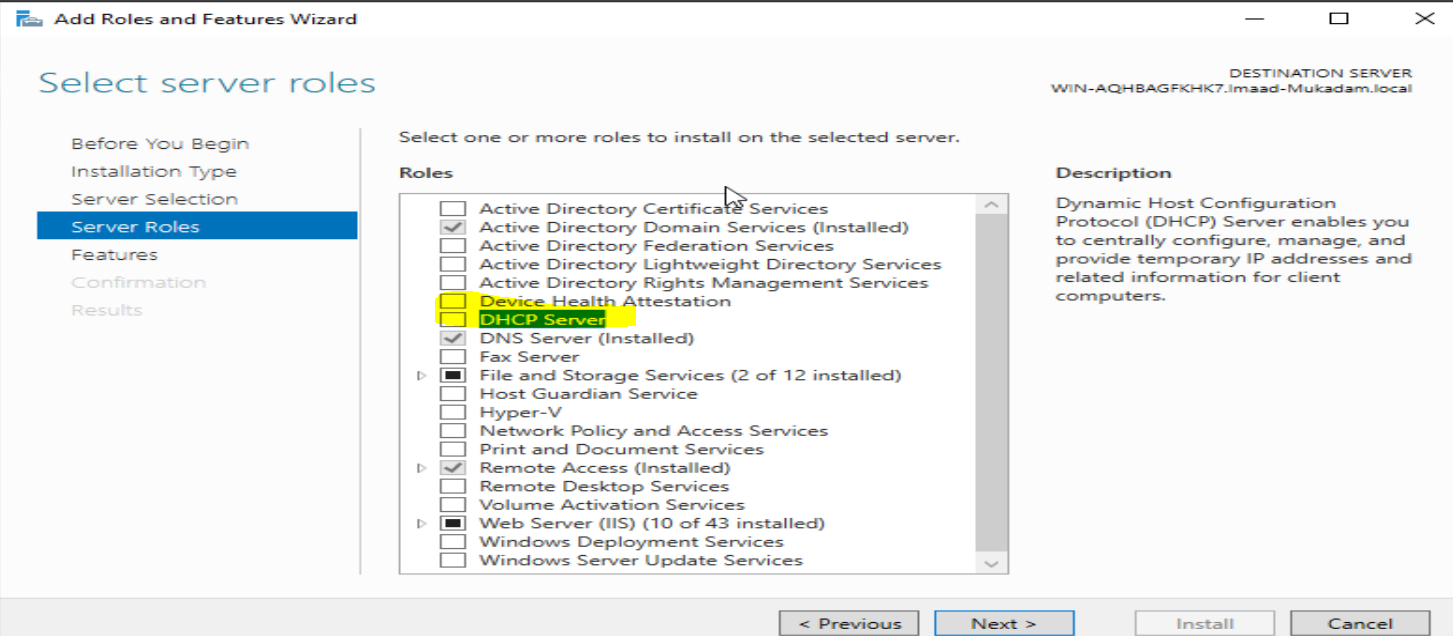 Add Roles and Features Wizard
Select server roles
DESTINATION SERVER
WIN-AQHBAGFKHK7.Imaad-Mukadam.local
Before You Begin
Installation Type
Server Selection
Server Roles
Features
Confirmation
Results
Select one or more roles to install on the selected server.
Roles
Active Directory Certificate Services
Active Directory Domain Services (Installed)
Active Directory Federation Services
Active Directory Lightweight Directory Services
Active Directory Rights Management Services
Device Health Attestation
DHCP Server
DNS Server (Installed)
Fax Server
File and Storage Services (2 of 12 installed)
Host Guardian Service
Hyper-V
Network Policy and Access Services
Print and Document Services
Remote Access (Installed)
Remote Desktop Services
Volume Activation Services
Web Server (IIS) (10 of 43 installed)
Windows Deployment Services
Windows Server Update Services
Description
Dynamic Host Configuration
Protocol (DHCP) Server enables you
to centrally configure, manage, and
provide temporary IP addresses and
related information for client
computers.
< Previous
Next >
Install
Cancel